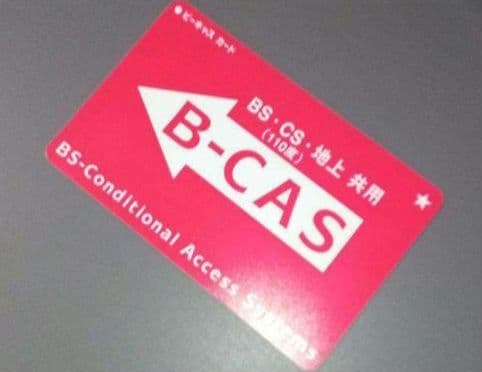 ●ビーキャス カード
BS・CS・地上 共用
(110度)
B-CAS
BS-Conditional Access Systems